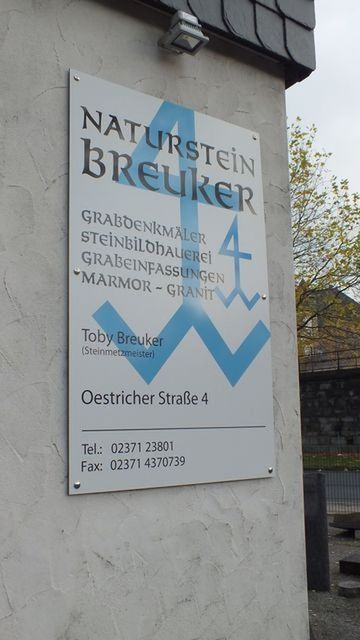 NATURSTEIN
BREUKER
GRABDENKMÄLER
STEINBILDHAUEREI
GRABEINFASSUNGEN
MARMOR - GRANIT
Toby Breuker
(Steinmetzmeister)
Oestricher Straße 4
Tel.: 02371 23801
Fax: 02371 4370739